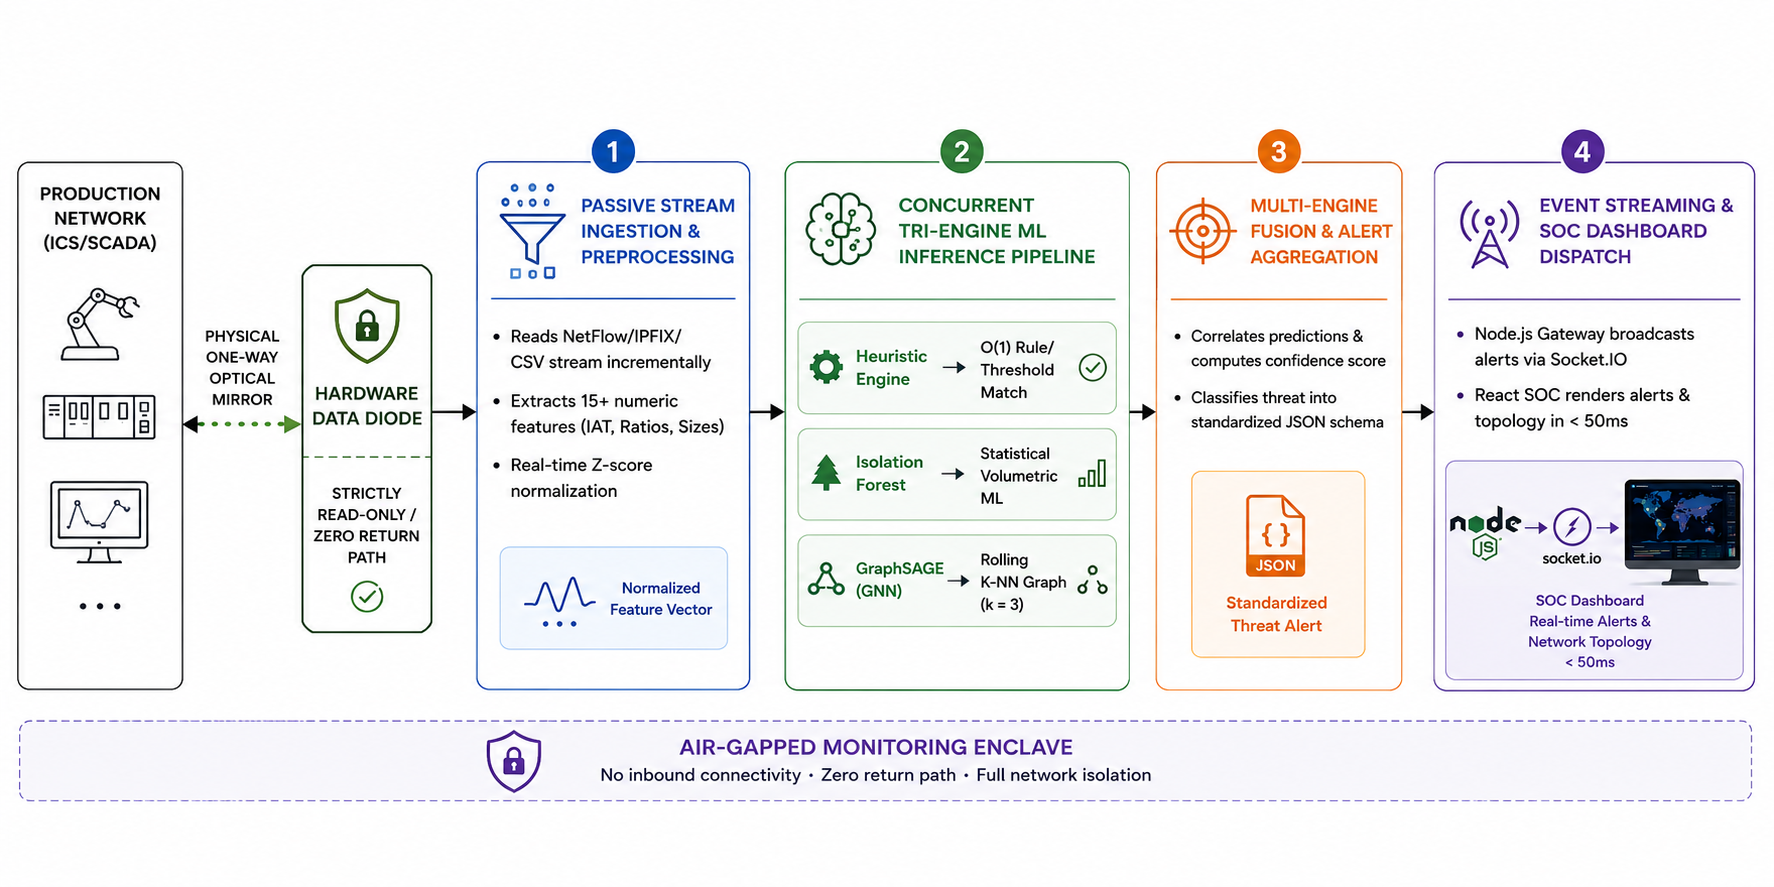 PRODUCTION
NETWORK
(ICS/SCADA)
PHYSICAL
ONE-WAY
OPTICAL
MIRROR
HARDWARE
DATA DIODE
STRICTLY
READ-ONLY /
ZERO RETURN
PATH
1
PASSIVE STREAM
INGESTION &
PREPROCESSING
• Reads NetFlow/IPFIX/
CSV stream incrementally
• Extracts 15+ numeric
features (IAT, Ratios, Sizes)
• Real-time Z-score
normalization
Normalized
Feature Vector
2
CONCURRENT
TRI-ENGINE ML
INFERENCE PIPELINE
Heuristic
Engine
O(1) Rule/
Threshold
Match
Isolation
Forest
Statistical
Volumetric
ML
GraphSAGE
(GNN)
Rolling
K-NN Graph
(k = 3)
3
MULTI-ENGINE
FUSION & ALERT
AGGREGATION
• Correlates predictions &
computes confidence score
• Classifies threat into
standardized JSON schema
{ }
JSON
Standardized
Threat Alert
4
EVENT STREAMING &
SOC DASHBOARD
DISPATCH
• Node.js Gateway broadcasts
alerts via Socket.IO
• React SOC renders alerts &
topology in < 50ms
node
JS
socket.io
SOC Dashboard
Real-time Alerts &
Network Topology
< 50ms
AIR-GAPPED MONITORING ENCLAVE
No inbound connectivity · Zero return path · Full network isolation